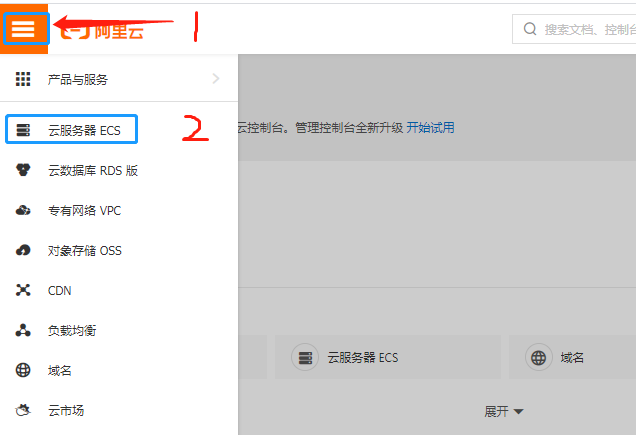 阿里云
1
搜索文档、控制台
产品与服务
云服务器 ECS
2
云控制台。管理控制台全新升级 开始试用
云数据库 RDS 版
专有网络 VPC
对象存储 OSS
CDN
负载均衡
云服务器 ECS
域名
域名
云市场
展开